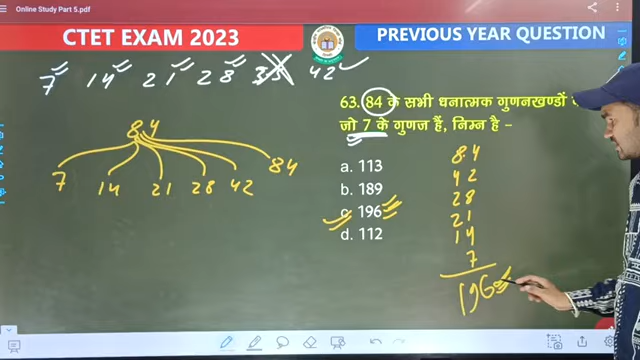 Online Study Part 5.pdf
CTET EXAM 2023
PREVIOUS YEAR QUESTION
7 14 21 28 35 42
63. 84 के सभी धनात्मक गुणनखण्डों
जो 7 के गुणज हैं, निम्न है -
84
7 14 21 28 42 84
a. 113
b. 189
c. 196
d. 112
84
42
28
21
14
7
196